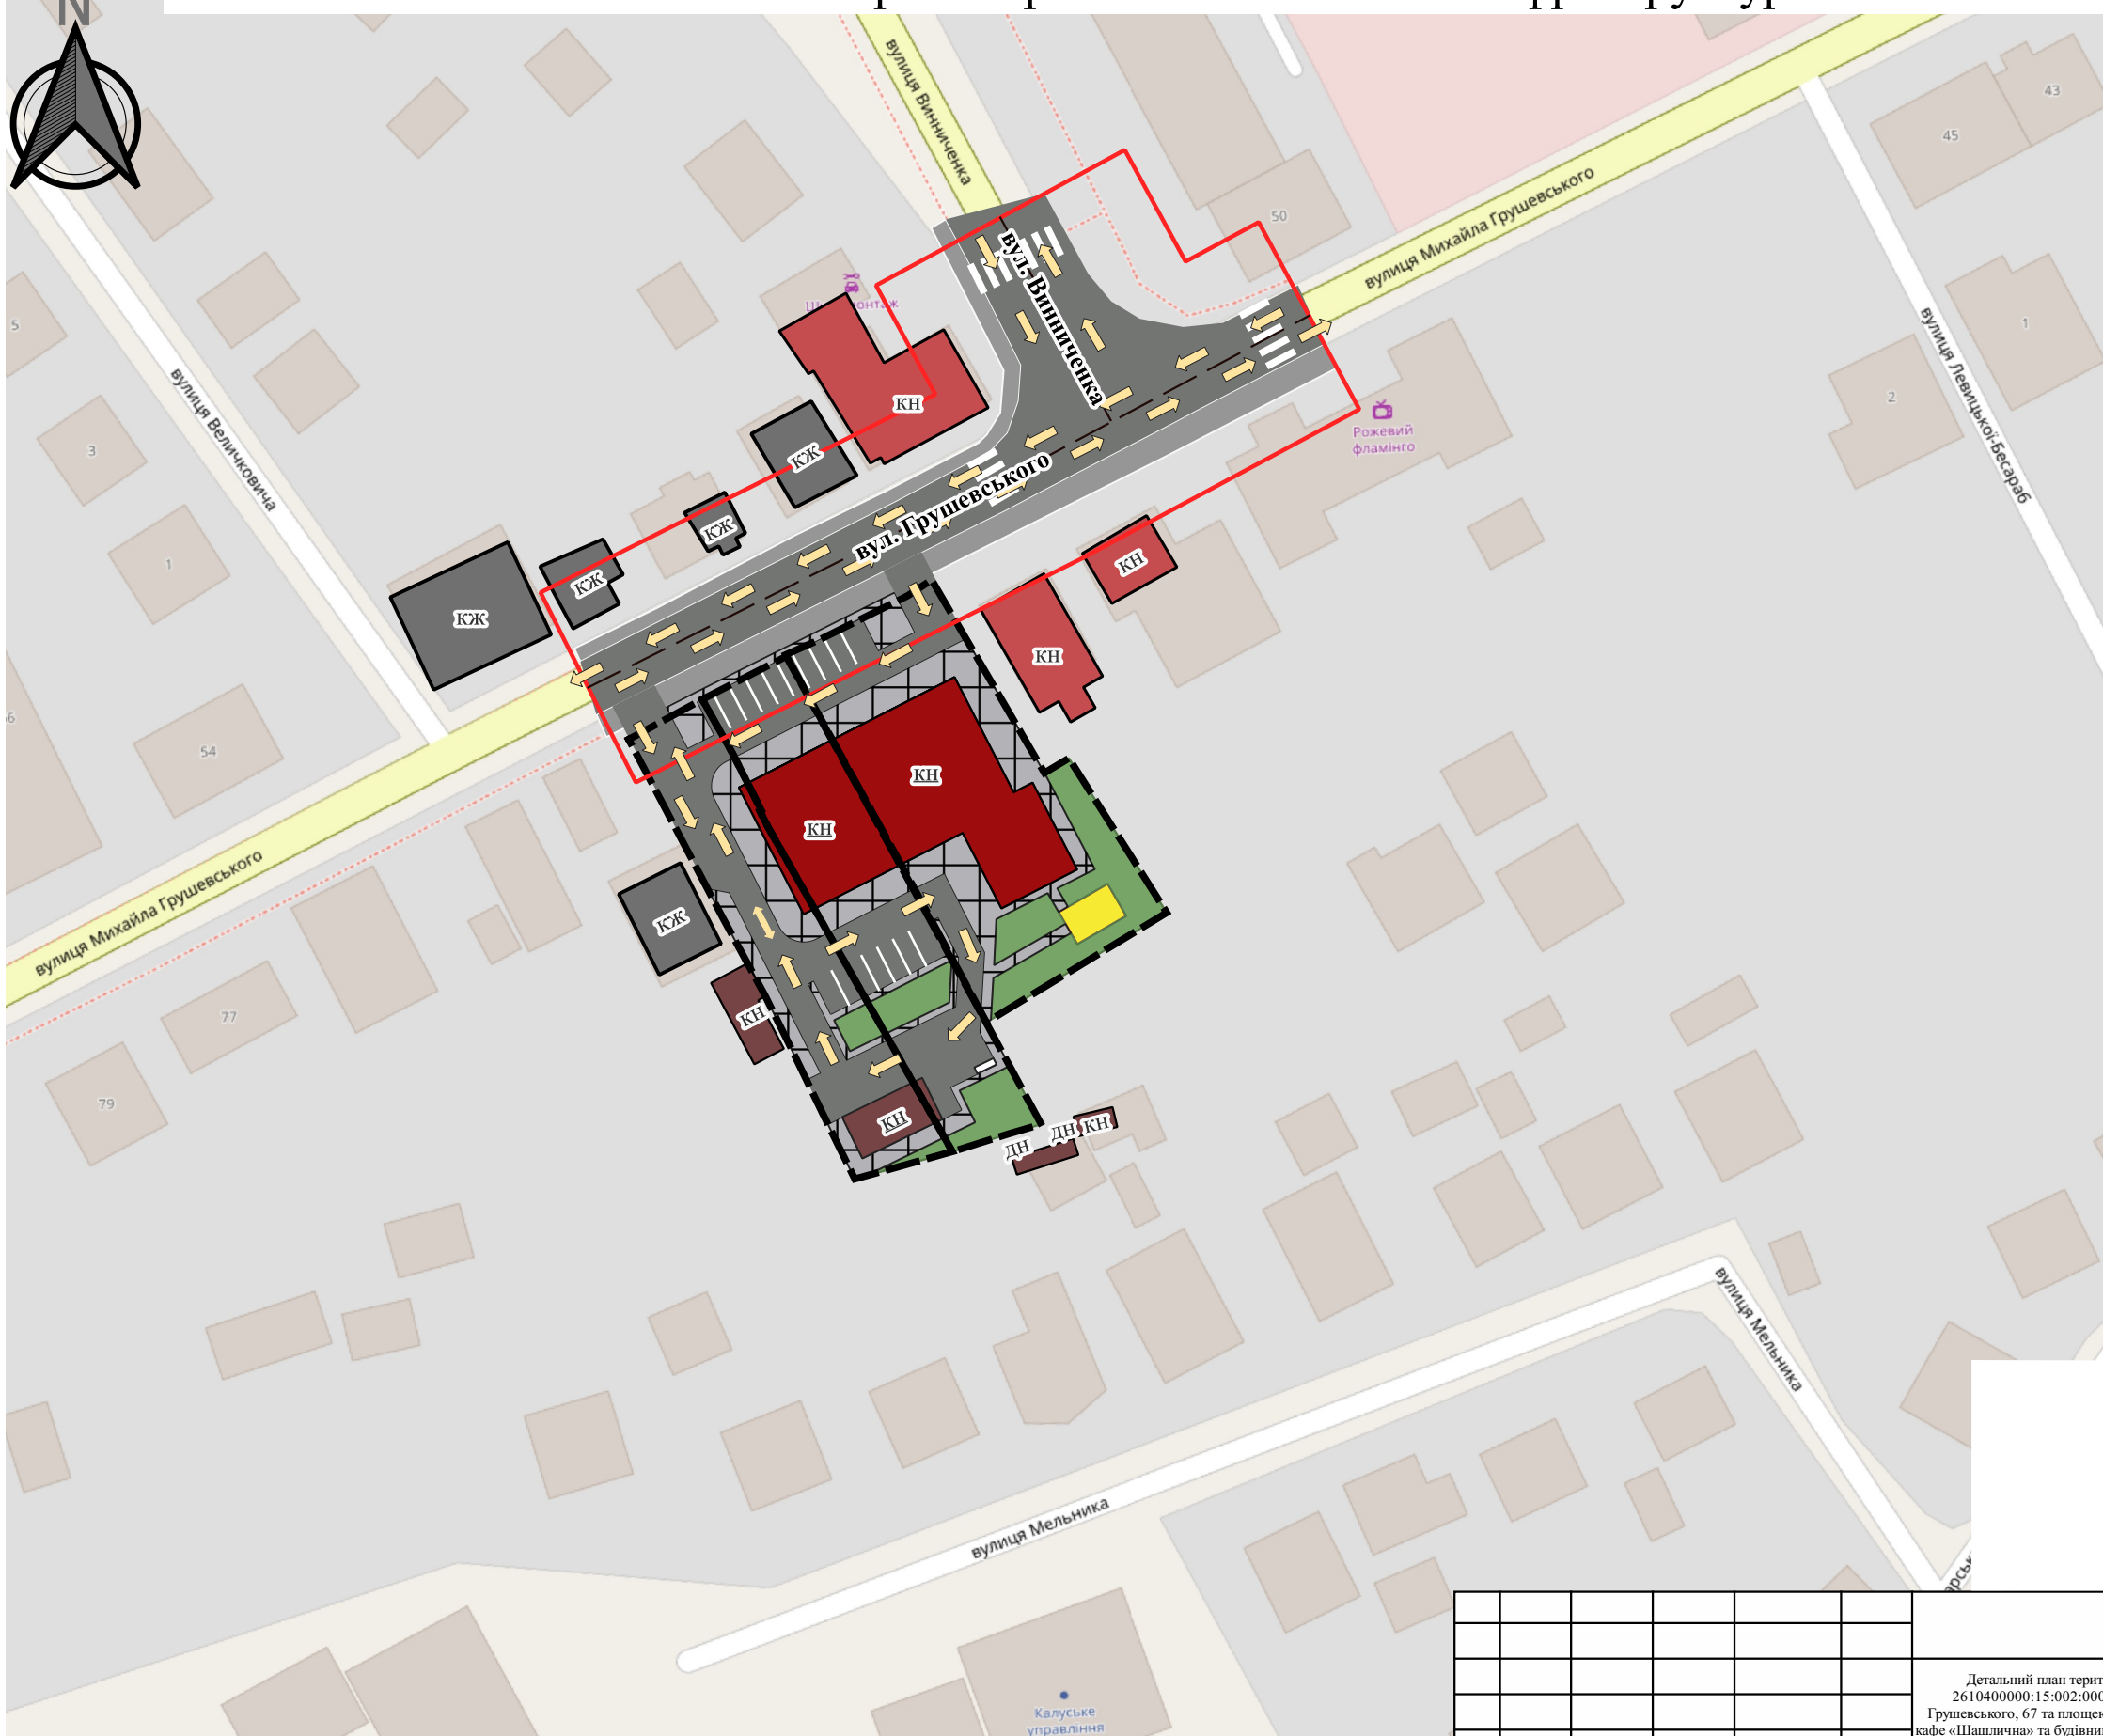 N
вулиця Винниченка
43
45
50
вулиця Михайла Грушевського
вул. Винниченка
5
1
вулиця Левицької-Бесараб
2
вулиця Величковича
КН
Рожевий
фламінго
3
КЖ
вул. Грушевського
КЖ
1
КЖ
КН
КЖ
КН
54
КН
КН
вулиця Михайла Грушевського
КЖ
77
КН
79
КН
ДН
ДН
КН
вулиця Мельника
вулиця Мельника
Калуське
управління
Детальний план
2610400000:15:002:000
Грушевського, 67 та
кафе «Шашлична» та